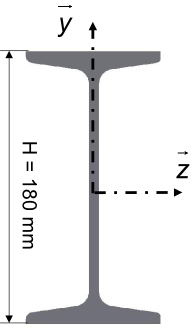 y⃗
z⃗
H = 180 mm